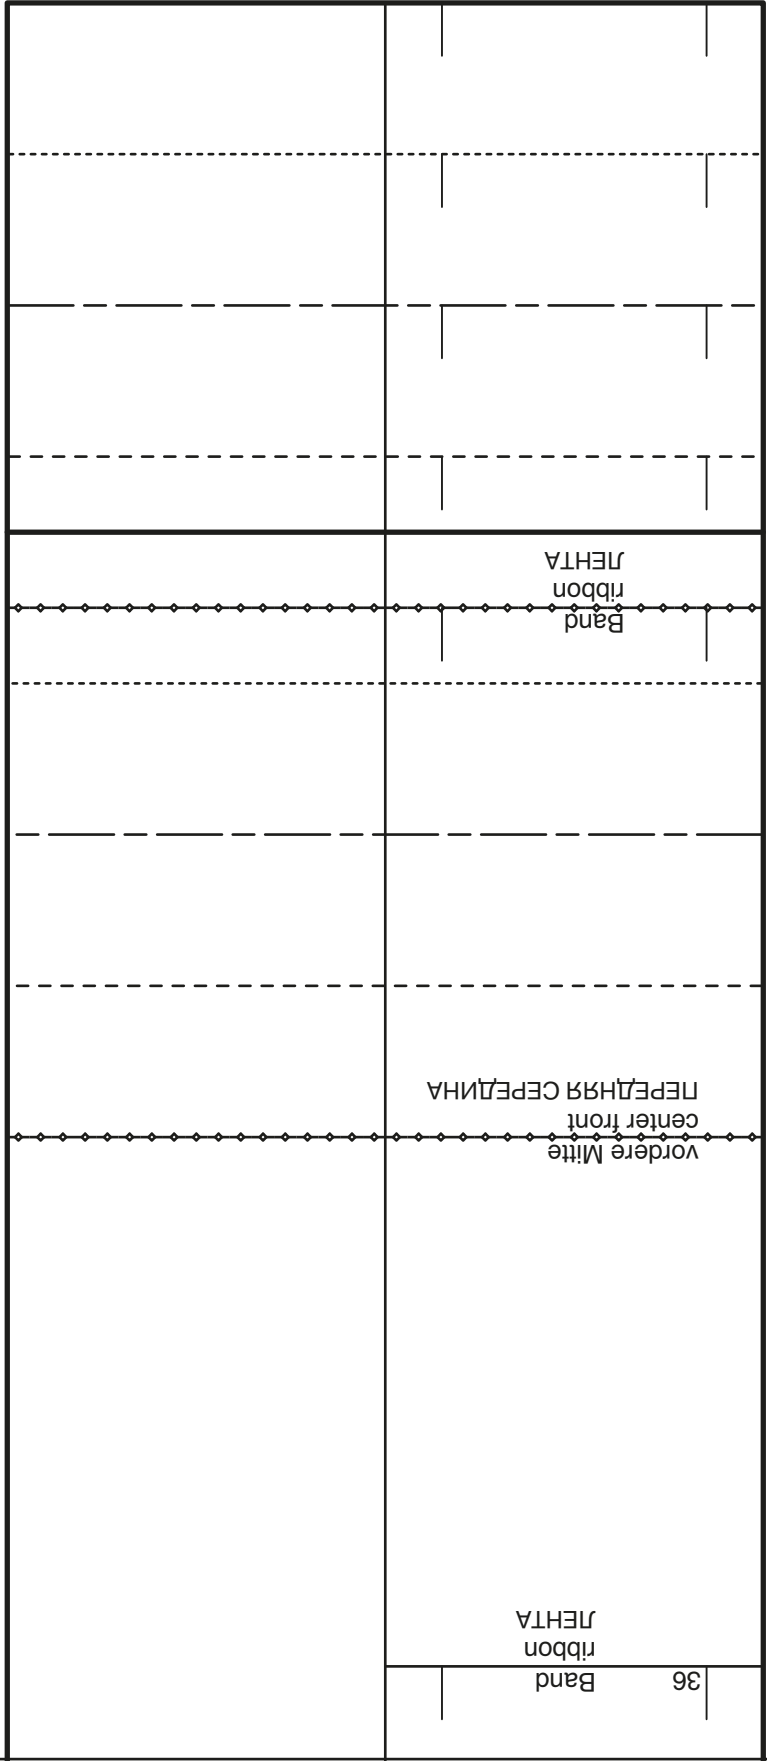 36 Band
ribbon
ЛЕНТА
vordere Mitte
center front
ПЕРЕДНЯЯ СЕРЕДИНА
Band
ribbon
ЛЕНТА